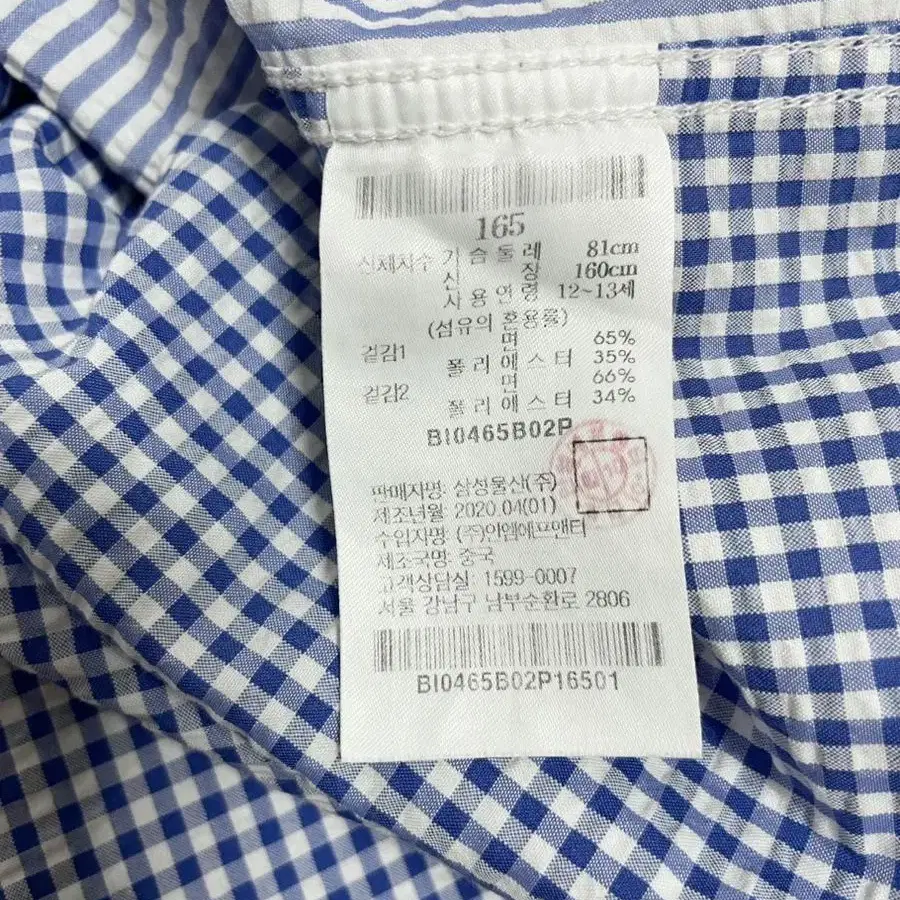 165
신체치수 가슴둘레 81cm
신장 160cm
사용연령 12~13세
(섬유의 혼용률)
겉감1 면 65%
폴리에스터 35%
겉감2 면 66%
폴리에스터 34%
BI0465B02P
판매자명: 삼성물산(주)
제조년월 2020.04(01)
수입자명: (주)인엠에프앤터
제조국명: 중국
고객상담실: 1599-0007
서울 강남구 남부순환로 2806
BI0465B02P16501